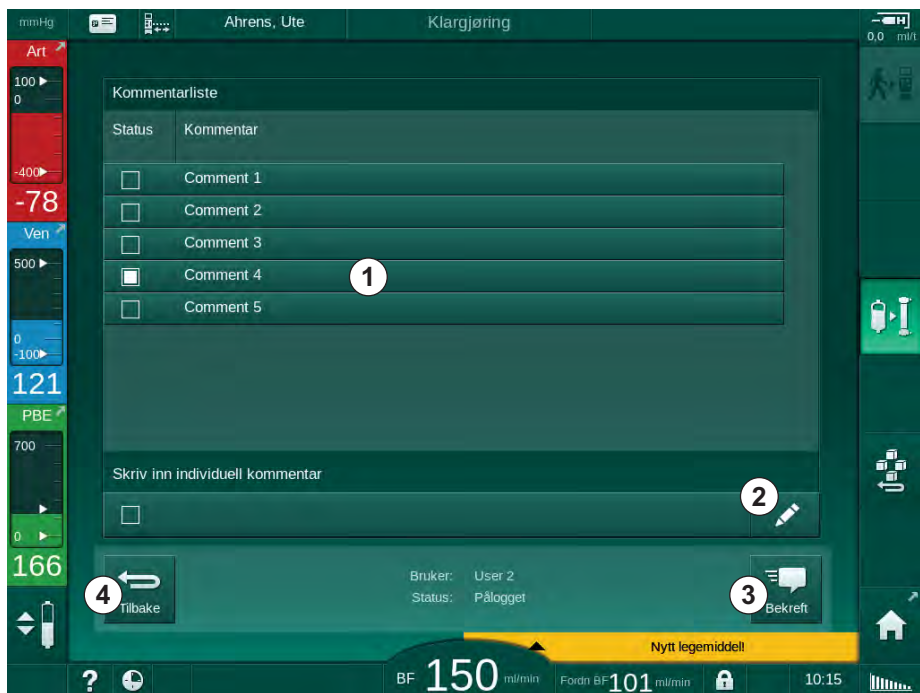 mmHg
Ahrens, Ute
Klargjøring
0,0 ml/t
Art
100
0
-400
-78
Ven
500
0
-100
121
PBE
700
0
166
Kommentarliste
Status Kommentar
Comment 1
Comment 2
Comment 3
Comment 4
1
Comment 5
Skriv inn individuell kommentar
2
4
Tilbake
Bruker: User 2
Status: Pålogget
3
Bekreft
Nytt legemiddel!
? BF 150 ml/min Fordn BF 101 ml/min 10:15